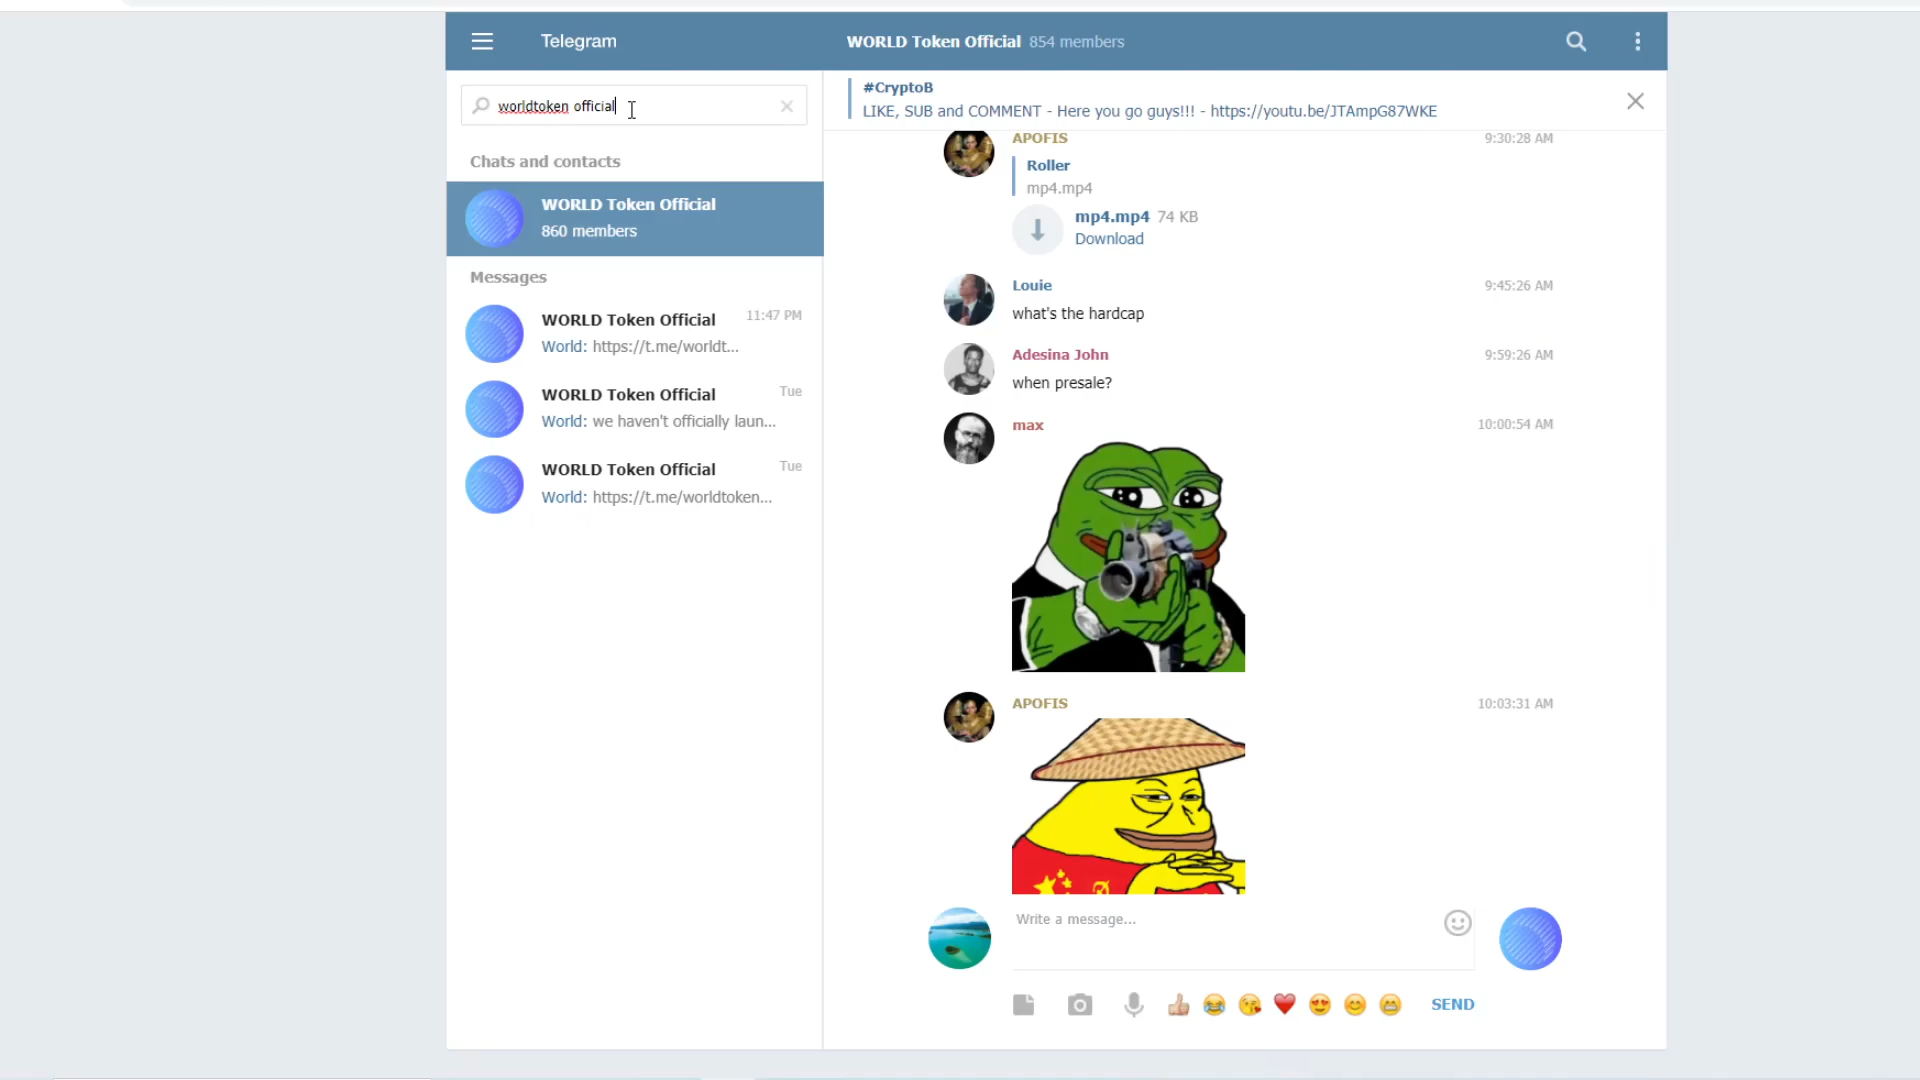 Telegram
WORLD Token Official 854 members
worldtoken official
Chats and contacts
WORLD Token Official
860 members
Messages
WORLD Token Official 11:47 PM
World: https://t.me/worldt...
WORLD Token Official Tue
World: we haven't officially laun...
WORLD Token Official Tue
World: https://t.me/worldtoken...
#CryptoB
LIKE, SUB and COMMENT - Here you go guys!!! - https://youtu.be/JTAmpG87WKE
APOFIS 9:30:28 AM
Roller
mp4.mp4
mp4.mp4 74 KB
Download
Louie 9:45:26 AM
what's the hardcap
Adesina John 9:59:26 AM
when presale?
max 10:00:54 AM
APOFIS 10:03:31 AM
Write a message...
SEND